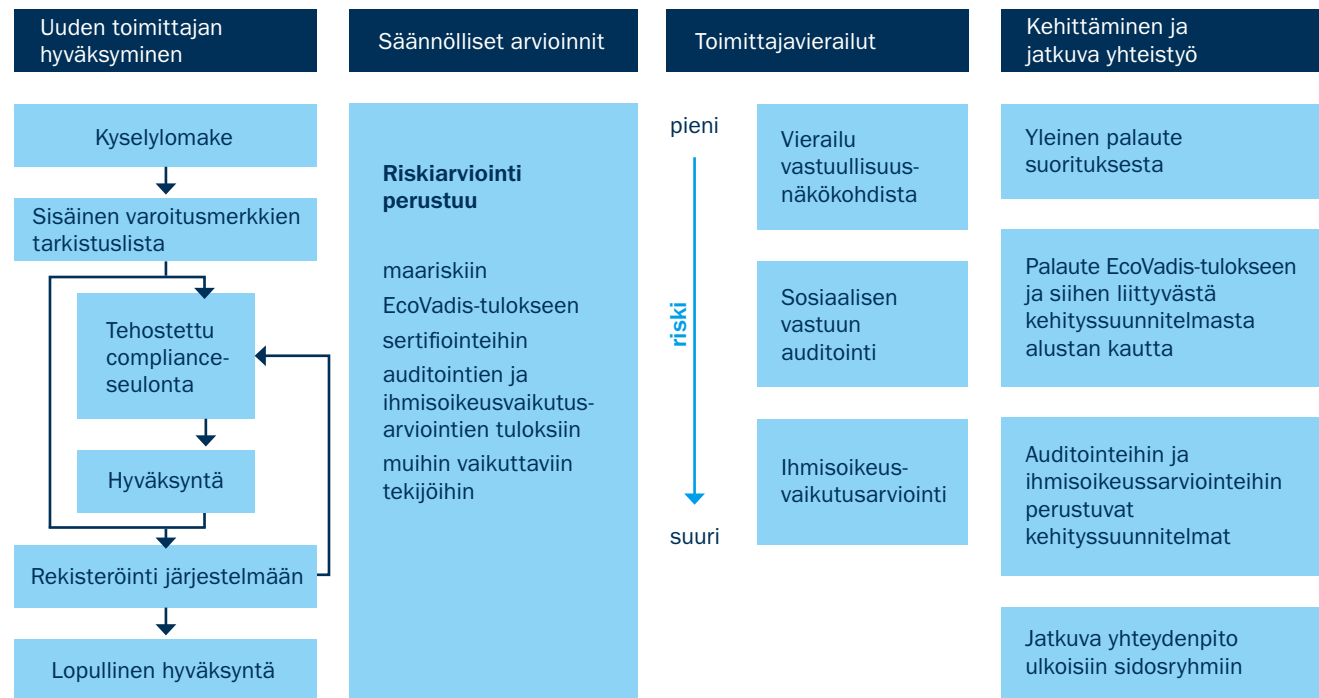 Uuden toimittajan
hyväksyminen
Kyselylomake
Sisäinen varoitusmerkkien
tarkistuslista
Tehostettu
compliance-
seulonta
Hyväksyntä
Rekisteröinti järjestelmään
Lopullinen hyväksyntä
Säännölliset arvioinnit
Riskiarviointi
perustuu
maariskiin
EcoVadis-tulokseen
sertifiointeihin
auditointien ja
ihmisoikeusvaikutus-
arviointien tuloksiin
muihin vaikuttaviin
tekijöihin
Toimittajavierailut
pieni
riski
suuri
Vierailu
vastuullisuus-
näkökohdista
Sosiaalisen
vastuun
auditointi
Ihmisoikeus-
vaikutusarviointi
Kehittäminen ja
jatkuva yhteistyö
Yleinen palaute
suorituksesta
Palaute EcoVadis-tulokseen
ja siihen liittyvästä
kehityssuunnitelmasta
alustan kautta
Auditointeihin ja
ihmisoikeussarviointeihin
perustuvat
kehityssuunnitelmat
Jatkuva yhteydenpito
ulkoisiin sidosryhmiin